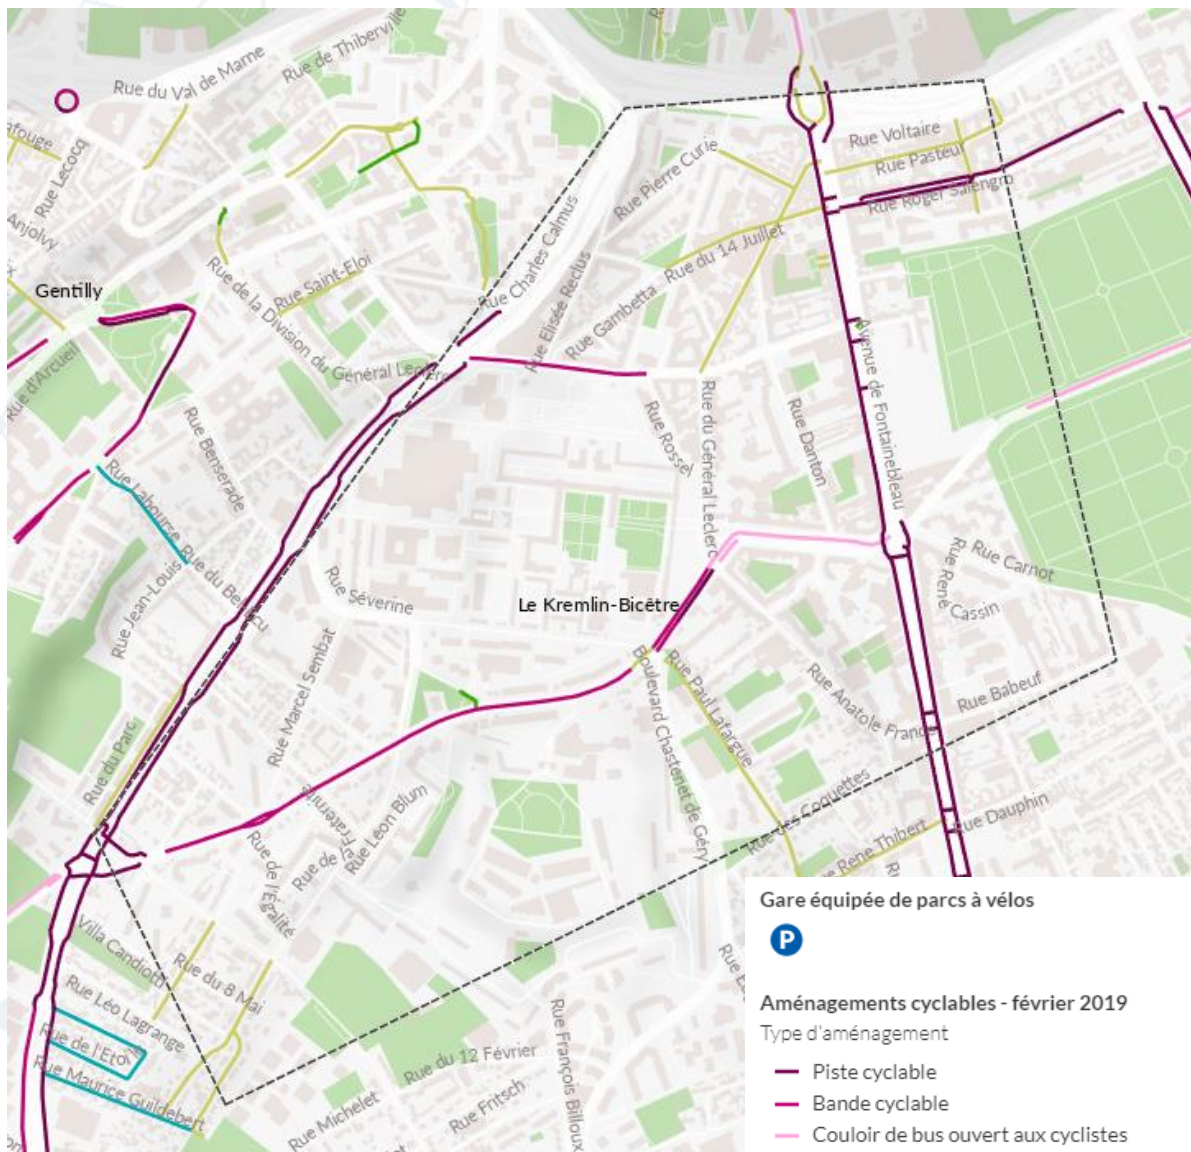 Rue de Thiberville
Rue du Val de Marne
Rue Lecocq
Anjolvy
Rue Voltaire
Rue Pasteur
Rue Roger Salengro
Rue Pierre Curie
Rue du 14 Juillet
Rue Charles Calmus
Rue Elisée Reclus
Rue Gambetta
Rue Saint-Eloi
Rue de la Division du
Général Leclerc
Gentilly
Rue d'Arcueil
Rue Benserade
Rue Labourse
Rue du Bel
Rue Jean-Louis
Rue Rossel
Rue du Général Leclerc
Rue Danton
Avenue de Fontainebleau
Rue Séverine
Le Kremlin-Bicêtre
Rue Carnot
Rue René
Cassin
Rue Marcel Sembat
Rue du Parc
Boulevard Chastenet de Géry
Rue Paul Lafargue
Rue Anatole France
Rue Babeuf
Rue des Coquettes
Rue Dauphin
Rue Rene Thibert
Rue de la Fraternité
Rue Léon Blum
Rue de l'Egalité
Villa Candiotti
Rue du 8 Mai
Rue Léo Lagrange
Rue de l'Etoile
Rue Maurice Guildebert
Rue du 12 Février
Rue Michelet
Rue Fritsch
Rue François Billoux
Gare équipée de parcs à vélos
P
Aménagements cyclables - février 2019
Type d'aménagement
Piste cyclable
Bande cyclable
Couloir de bus ouvert aux cyclistes